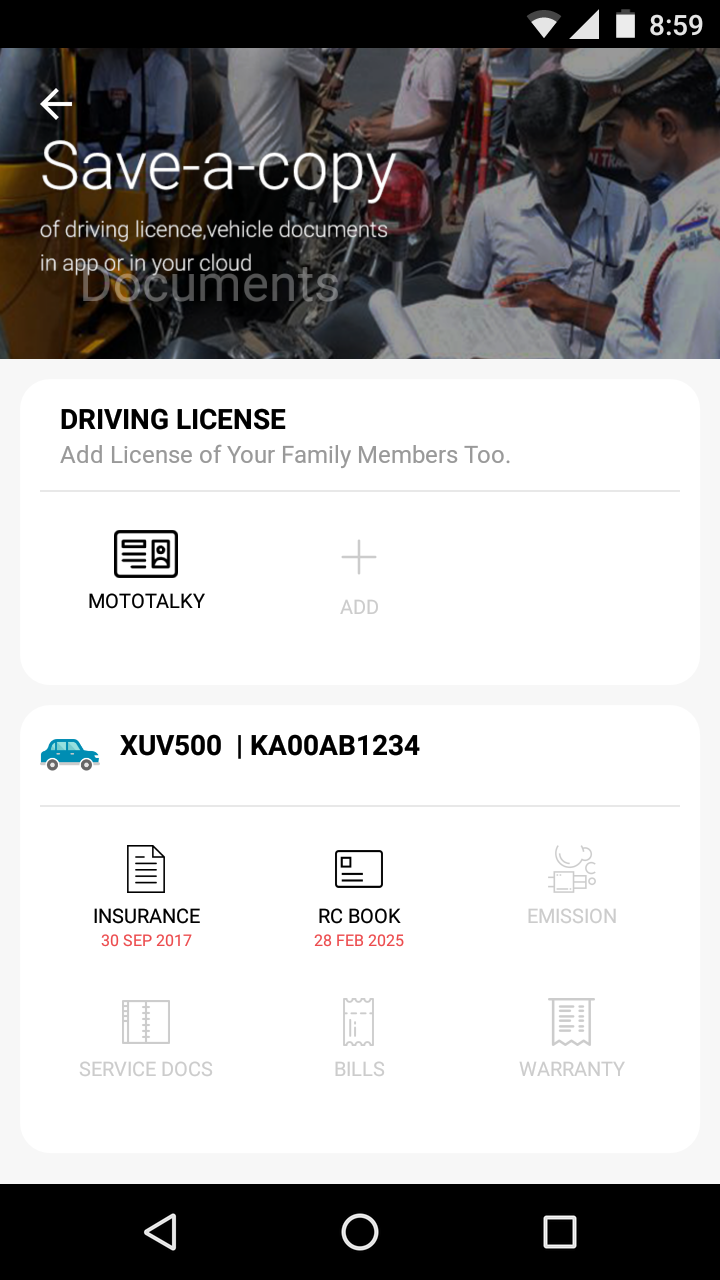 8:59
Save-a-copy
of driving licence,vehicle documents
in app or in your cloud
Documents
DRIVING LICENSE
Add License of Your Family Members Too.
MOTOTALKY
ADD
XUV500 | KA00AB1234
INSURANCE
30 SEP 2017
RC BOOK
28 FEB 2025
EMISSION
SERVICE DOCS
BILLS
WARRANTY